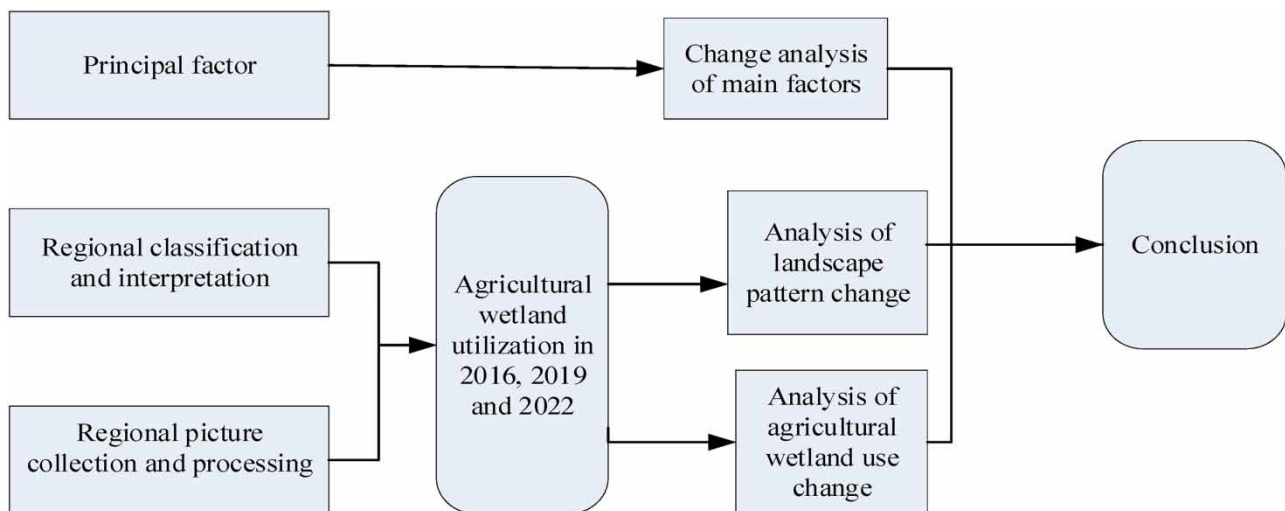 Principal factor
Change analysis
of main factors
Regional classification
and interpretation
Regional picture
collection and processing
Agricultural
wetland
utilization in
2016, 2019
and 2022
Analysis of
landscape
pattern change
Analysis of
agricultural
wetland use
change
Conclusion